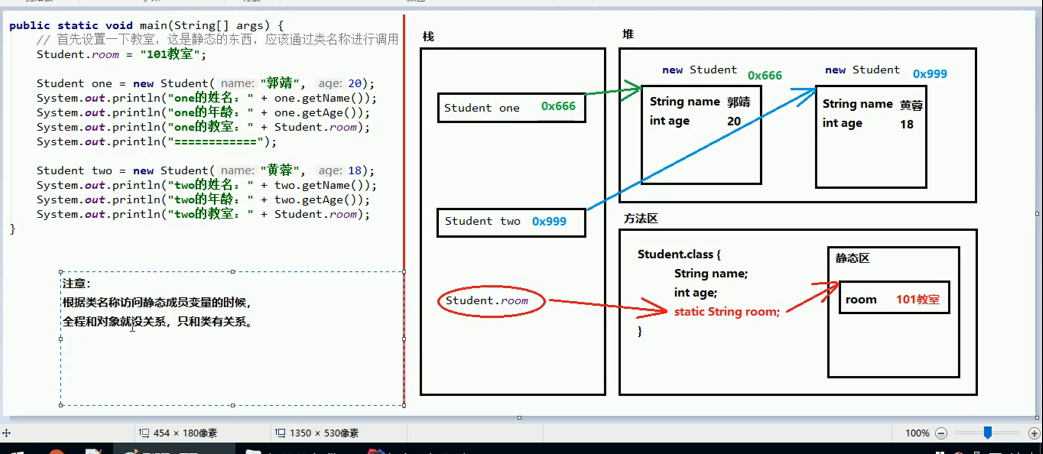 public static void main(String[] args) {
// 首先设置一下教室，这是静态的东西，应该通过类名称进行调用
Student.room = "101教室";
Student one = new Student( name: "郭靖", age: 20);
System.out.println("one的姓名：" + one.getName());
System.out.println("one的年龄：" + one.getAge());
System.out.println("one的教室：" + Student.room);
System.out.println("============");
Student two = new Student( name: "黄蓉", age: 18);
System.out.println("two的姓名：" + two.getName());
System.out.println("two的年龄：" + two.getAge());
System.out.println("two的教室：" + Student.room);
}
注意：
根据类名称访问静态成员变量的时候，
全程和对象就没关系，只和类有关系。
栈
Student one 0x666
Student two 0x999
Student.room
堆
new Student 0x666
String name 郭靖
int age 20
new Student 0x999
String name 黄蓉
int age 18
方法区
Student.class {
String name;
int age;
static String room;
}
静态区
room 101教室
454 × 180像素
1350 × 530像素
100%